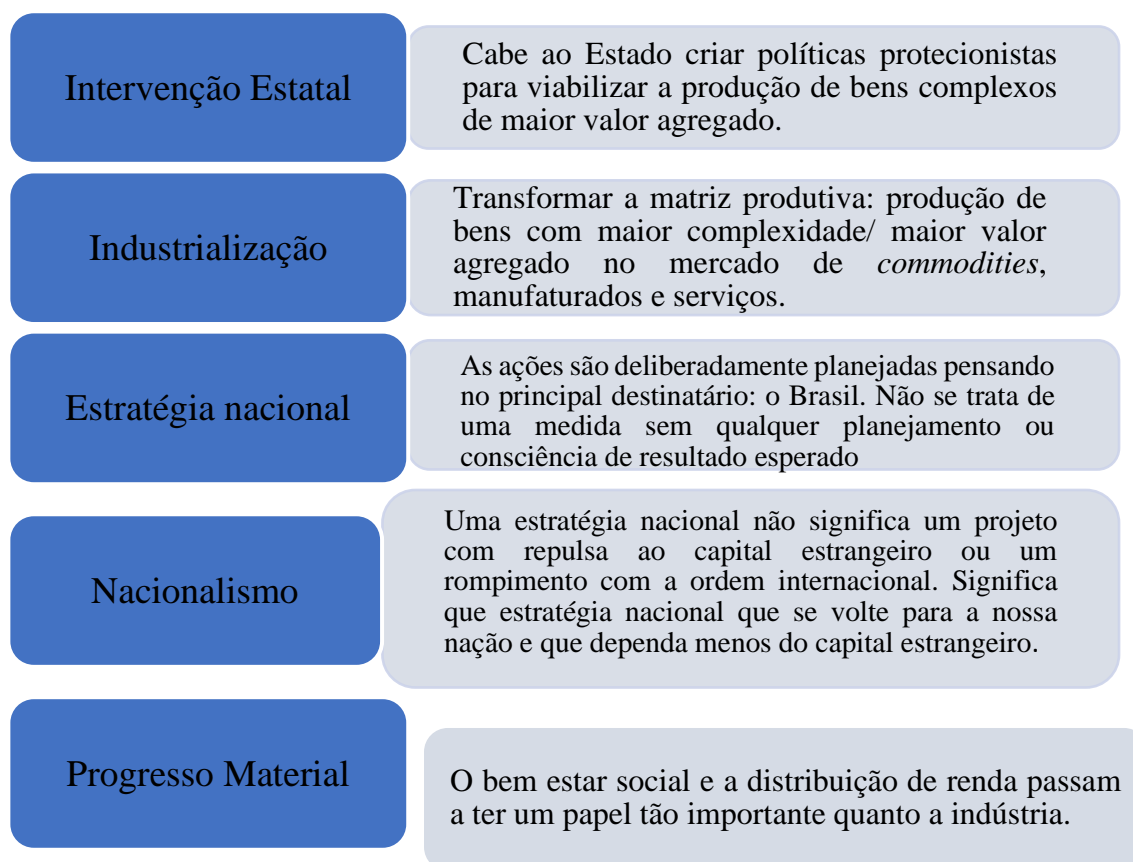 Intervenção Estatal
Cabe ao Estado criar políticas protecionistas
para viabilizar a produção de bens complexos
de maior valor agregado.
Industrialização
Transformar a matriz produtiva: produção de
bens com maior complexidade/ maior valor
agregado no mercado de commodities,
manufaturados e serviços.
Estratégia nacional
As ações são deliberadamente planejadas pensando
no principal destinatário: o Brasil. Não se trata de
uma medida sem qualquer planejamento ou
consciência de resultado esperado
Nacionalismo
Uma estratégia nacional não significa um projeto
com repulsa ao capital estrangeiro ou um
rompimento com a ordem internacional. Significa
que estratégia nacional que se volte para a nossa
nação e que dependa menos do capital estrangeiro.
Progresso Material
O bem estar social e a distribuição de renda passam
a ter um papel tão importante quanto a indústria.